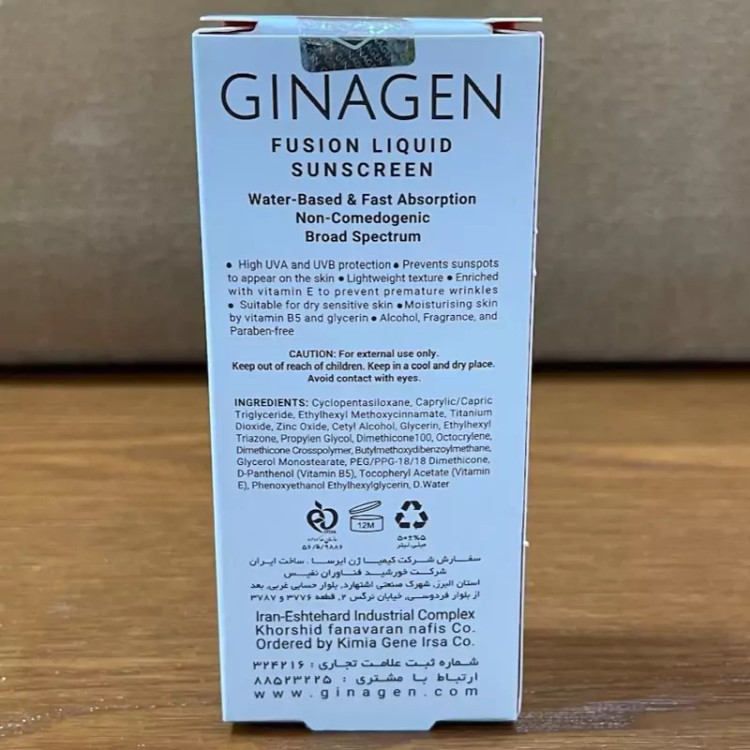 GINAGEN
FUSION LIQUID
SUNSCREEN
Water-Based & Fast Absorption
Non-Comedogenic
Broad Spectrum
● High UVA and UVB protection ● Prevents sunspots
to appear on the skin ● Lightweight texture ● Enriched
with vitamin E to prevent premature wrinkles
● Suitable for dry sensitive skin ● Moisturising skin
by vitamin B5 and glycerin ● Alcohol, Fragrance, and
Paraben-free
CAUTION: For external use only.
Keep out of reach of children. Keep in a cool and dry place.
Avoid contact with eyes.
INGREDIENTS: Cyclopentasiloxane, Caprylic/Capric
Triglyceride, Ethylhexyl Methoxycinnamate, Titanium
Dioxide, Zinc Oxide, Cetyl Alcohol, Glycerin, Ethylhexyl
Triazone, Propylen Glycol, Dimethicone100, Octocrylene,
Dimethicone Crosspolymer, Butylmethoxydibenzoylmethane,
Glycerol Monostearate, PEG/PPG-18/18 Dimethicone,
D-Panthenol (Vitamin B5), Tocopheryl Acetate (Vitamin
E), Phenoxyethanol Ethylhexylglycerin, D.Water
12M
۵۶/ظ/۹۸۸۶
۵۰±%۵
میلی لیتر
سفارش شرکت کیمیا ژن ایرسا . ساخت ایران
شرکت خورشید فناوران نفیس
استان البرز، شهرک صنعتی اشتهارد، بلوار حسابی غربی، بعد
از بلوار فردوسی، خیابان نرگس ۲، قطعه ۳۷۷۶ و ۳۷۸۷
Iran-Eshtehard Industrial Complex
Khorshid fanavaran nafis Co.
Ordered by Kimia Gene Irsa Co.
شماره ثبت علامت تجاری : ۳۲۴۲۱۶
ارتباط با مشتری : ۸۸۵۲۳۲۲۵
www.ginagen.com